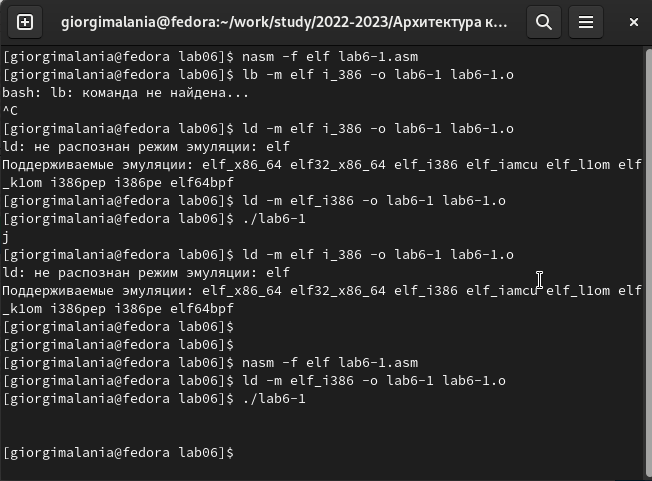 giorgimalania@fedora:~/work/study/2022-2023/Архитектура к...
[giorgimalania@fedora lab06]$ nasm -f elf lab6-1.asm
[giorgimalania@fedora lab06]$ lb -m elf i_386 -o lab6-1 lab6-1.o
bash: lb: команда не найдена...
^C
[giorgimalania@fedora lab06]$ ld -m elf i_386 -o lab6-1 lab6-1.o
ld: не распознан режим эмуляции: elf
Поддерживаемые эмуляции: elf_x86_64 elf32_x86_64 elf_i386 elf_iamcu elf_l1om elf
_k1om i386pep i386pe elf64bpf
[giorgimalania@fedora lab06]$ ld -m elf_i386 -o lab6-1 lab6-1.o
[giorgimalania@fedora lab06]$ ./lab6-1
j
[giorgimalania@fedora lab06]$ ld -m elf i_386 -o lab6-1 lab6-1.o
ld: не распознан режим эмуляции: elf
Поддерживаемые эмуляции: elf_x86_64 elf32_x86_64 elf_i386 elf_iamcu elf_l1om elf
_k1om i386pep i386pe elf64bpf
[giorgimalania@fedora lab06]$
[giorgimalania@fedora lab06]$
[giorgimalania@fedora lab06]$ nasm -f elf lab6-1.asm
[giorgimalania@fedora lab06]$ ld -m elf_i386 -o lab6-1 lab6-1.o
[giorgimalania@fedora lab06]$ ./lab6-1
[giorgimalania@fedora lab06]$